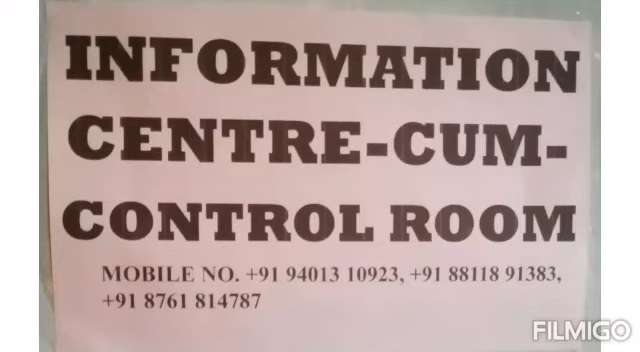 INFORMATION
CENTRE-CUM-
CONTROL ROOM
MOBILE NO. +91 94013 10923, +91 88118 91383,
+91 8761 814787
FILMIGO